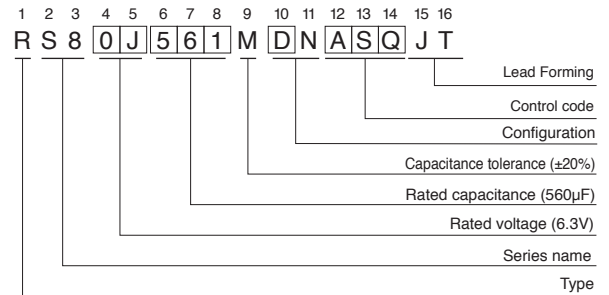 1 2 3 4 5 6 7 8 9 10 11 12 13 14 15 16
R S 8 0 J 5 6 1 M D N A S Q J T
Lead Forming
Control code
Configuration
Capacitance tolerance (±20%)
Rated capacitance (560μF)
Rated voltage (6.3V)
Series name
Type